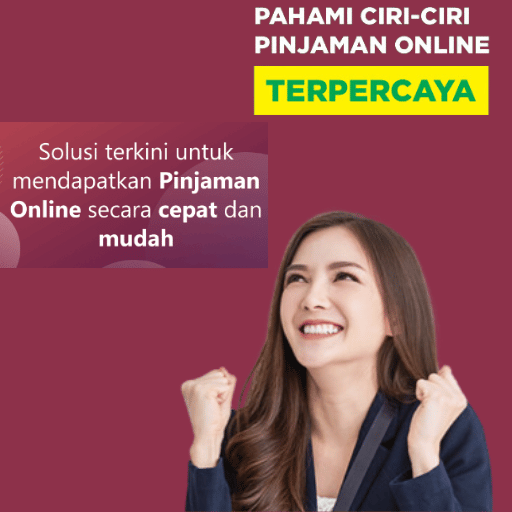 PAHAMI CIRI-CIRI
PINJAMAN ONLINE
TERPERCAYA
Solusi terkini untuk
mendapatkan Pinjaman
Online secara cepat dan
mudah